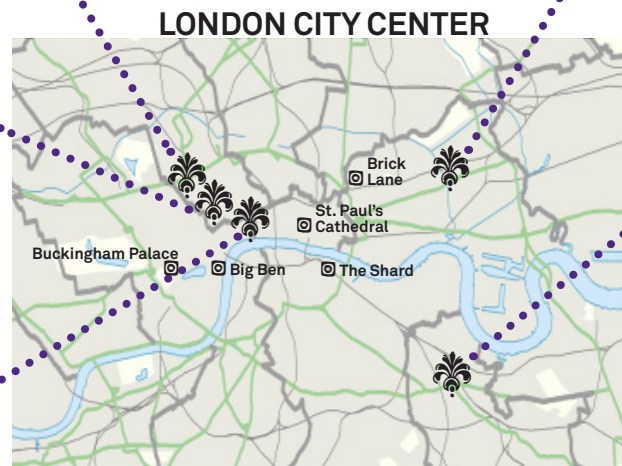 LONDON CITY CENTER
Brick
Lane
St. Paul's
Cathedral
Buckingham Palace
Big Ben
The Shard